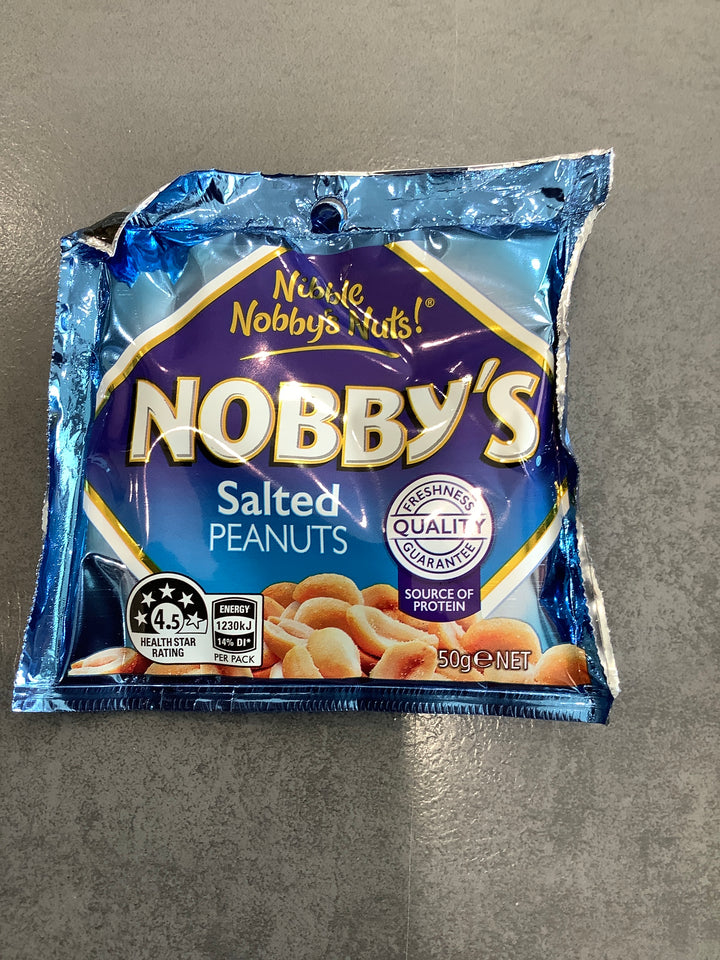 Nibble
Nobby's Nuts!®
NOBBY'S
Salted
PEANUTS
FRESHNESS
QUALITY
GUARANTEE
SOURCE OF
PROTEIN
4.5
HEALTH STAR
RATING
ENERGY
1230kJ
14% DI*
PER PACK
50g℮NET